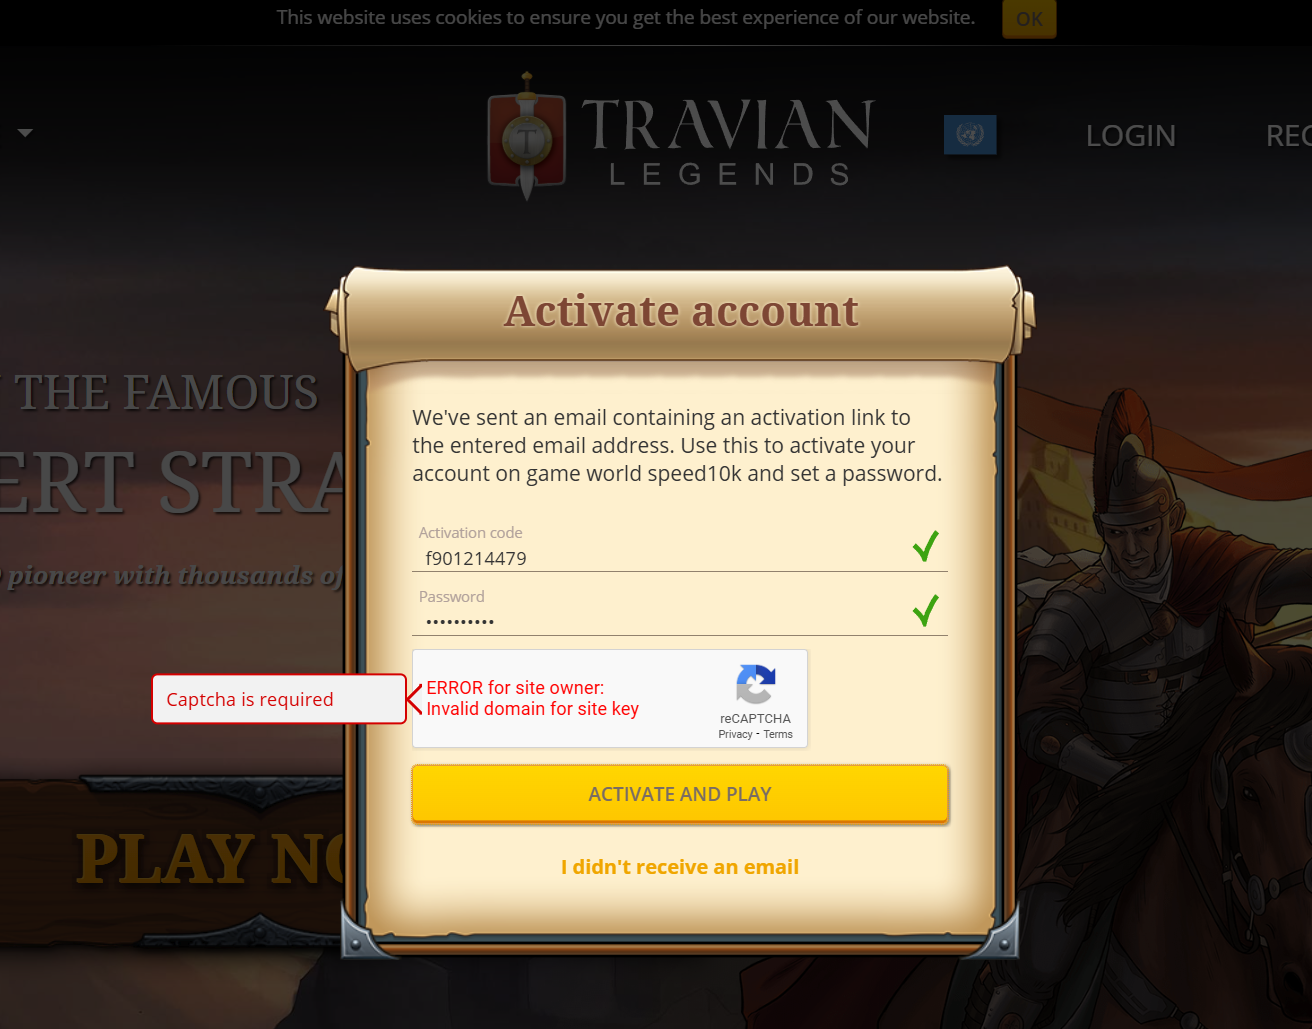 This website uses cookies to ensure you get the best experience of our website.
OK
T
TRAVIAN
LEGENDS
LOGIN
Activate account
THE FAMOUS
We've sent an email containing an activation link to
the entered email address. Use this to activate your
account on game world speed10k and set a password.
pioneer with thousands of
Activation code
f901214479
Password
••••••••••
Captcha is required
ERROR for site owner:
Invalid domain for site key
reCAPTCHA
Privacy - Terms
ACTIVATE AND PLAY
PLAY
I didn't receive an email